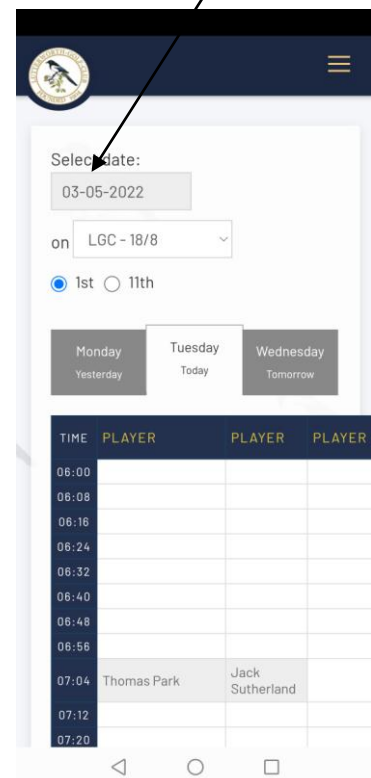 Select date:
03-05-2022
on LGC - 18/8
1st 11th
Monday Tuesday Wednesday
Yesterday Today Tomorrow
TIME PLAYER PLAYER PLAYER
06:00
06:08
06:16
06:24
06:32
06:40
06:48
06:56
07:04 Thomas Park Jack
Sutherland
07:12
07:20